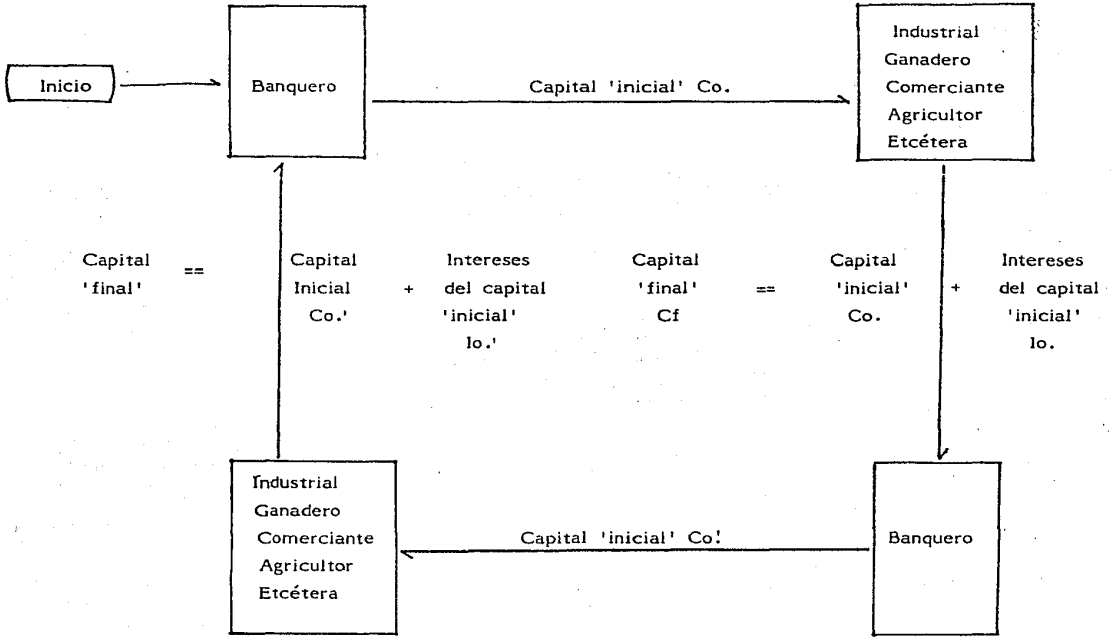 Inicio
Banquero
Capital 'inicial' Co.
Industrial
Ganadero
Comerciante
Agricultor
Etcétera
Capital
'final'
==
Capital
Inicial
Co.'
+
Intereses
del capital
'inicial'
Io.'
Capital
'final'
Cf
==
Capital
'inicial'
Co.
+
Intereses
del capital
'inicial'
Io.
Industrial
Ganadero
Comerciante
Agricultor
Etcétera
Capital 'inicial' Co!
Banquero